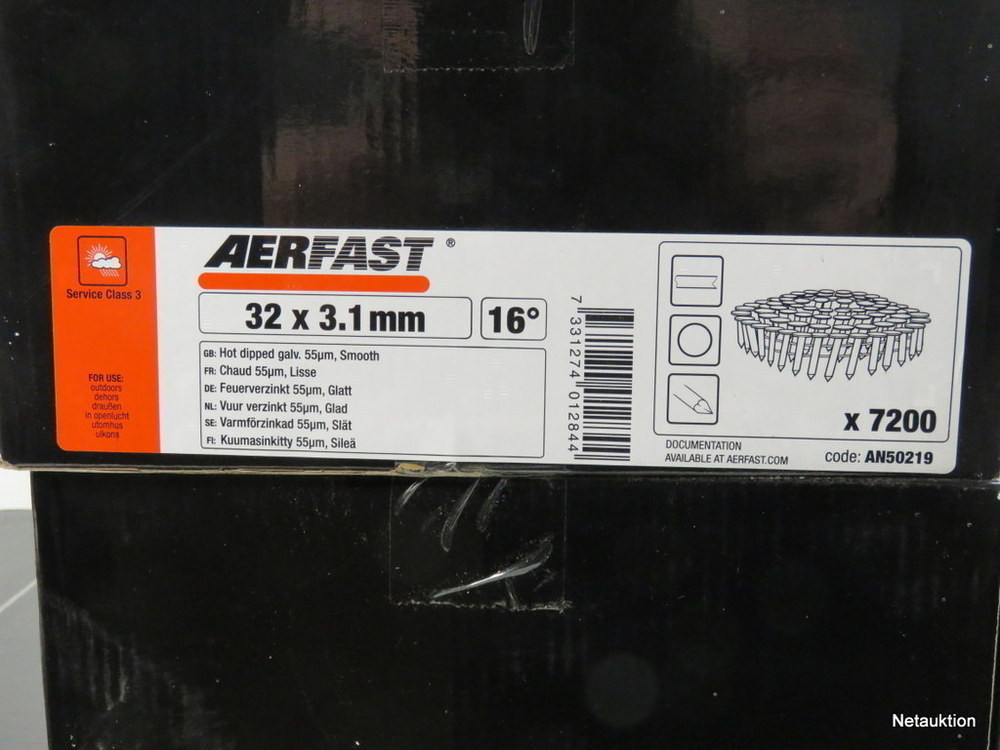 Service Class 3
FOR USE:
outdoors
dehors
draußen
in openlucht
utomhus
ulkona
AERFAST ®
32 x 3.1 mm
16°
GB: Hot dipped galv. 55µm, Smooth
FR: Chaud 55µm, Lisse
DE: Feuerverzinkt 55µm, Glatt
NL: Vuur verzinkt 55µm, Glad
SE: Varmförzinkad 55µm, Slät
FI: Kuumasinkitty 55µm, Sileä
7 331274 012844
x 7200
DOCUMENTATION
AVAILABLE AT AERFAST.COM
code: AN50219
Netauktion